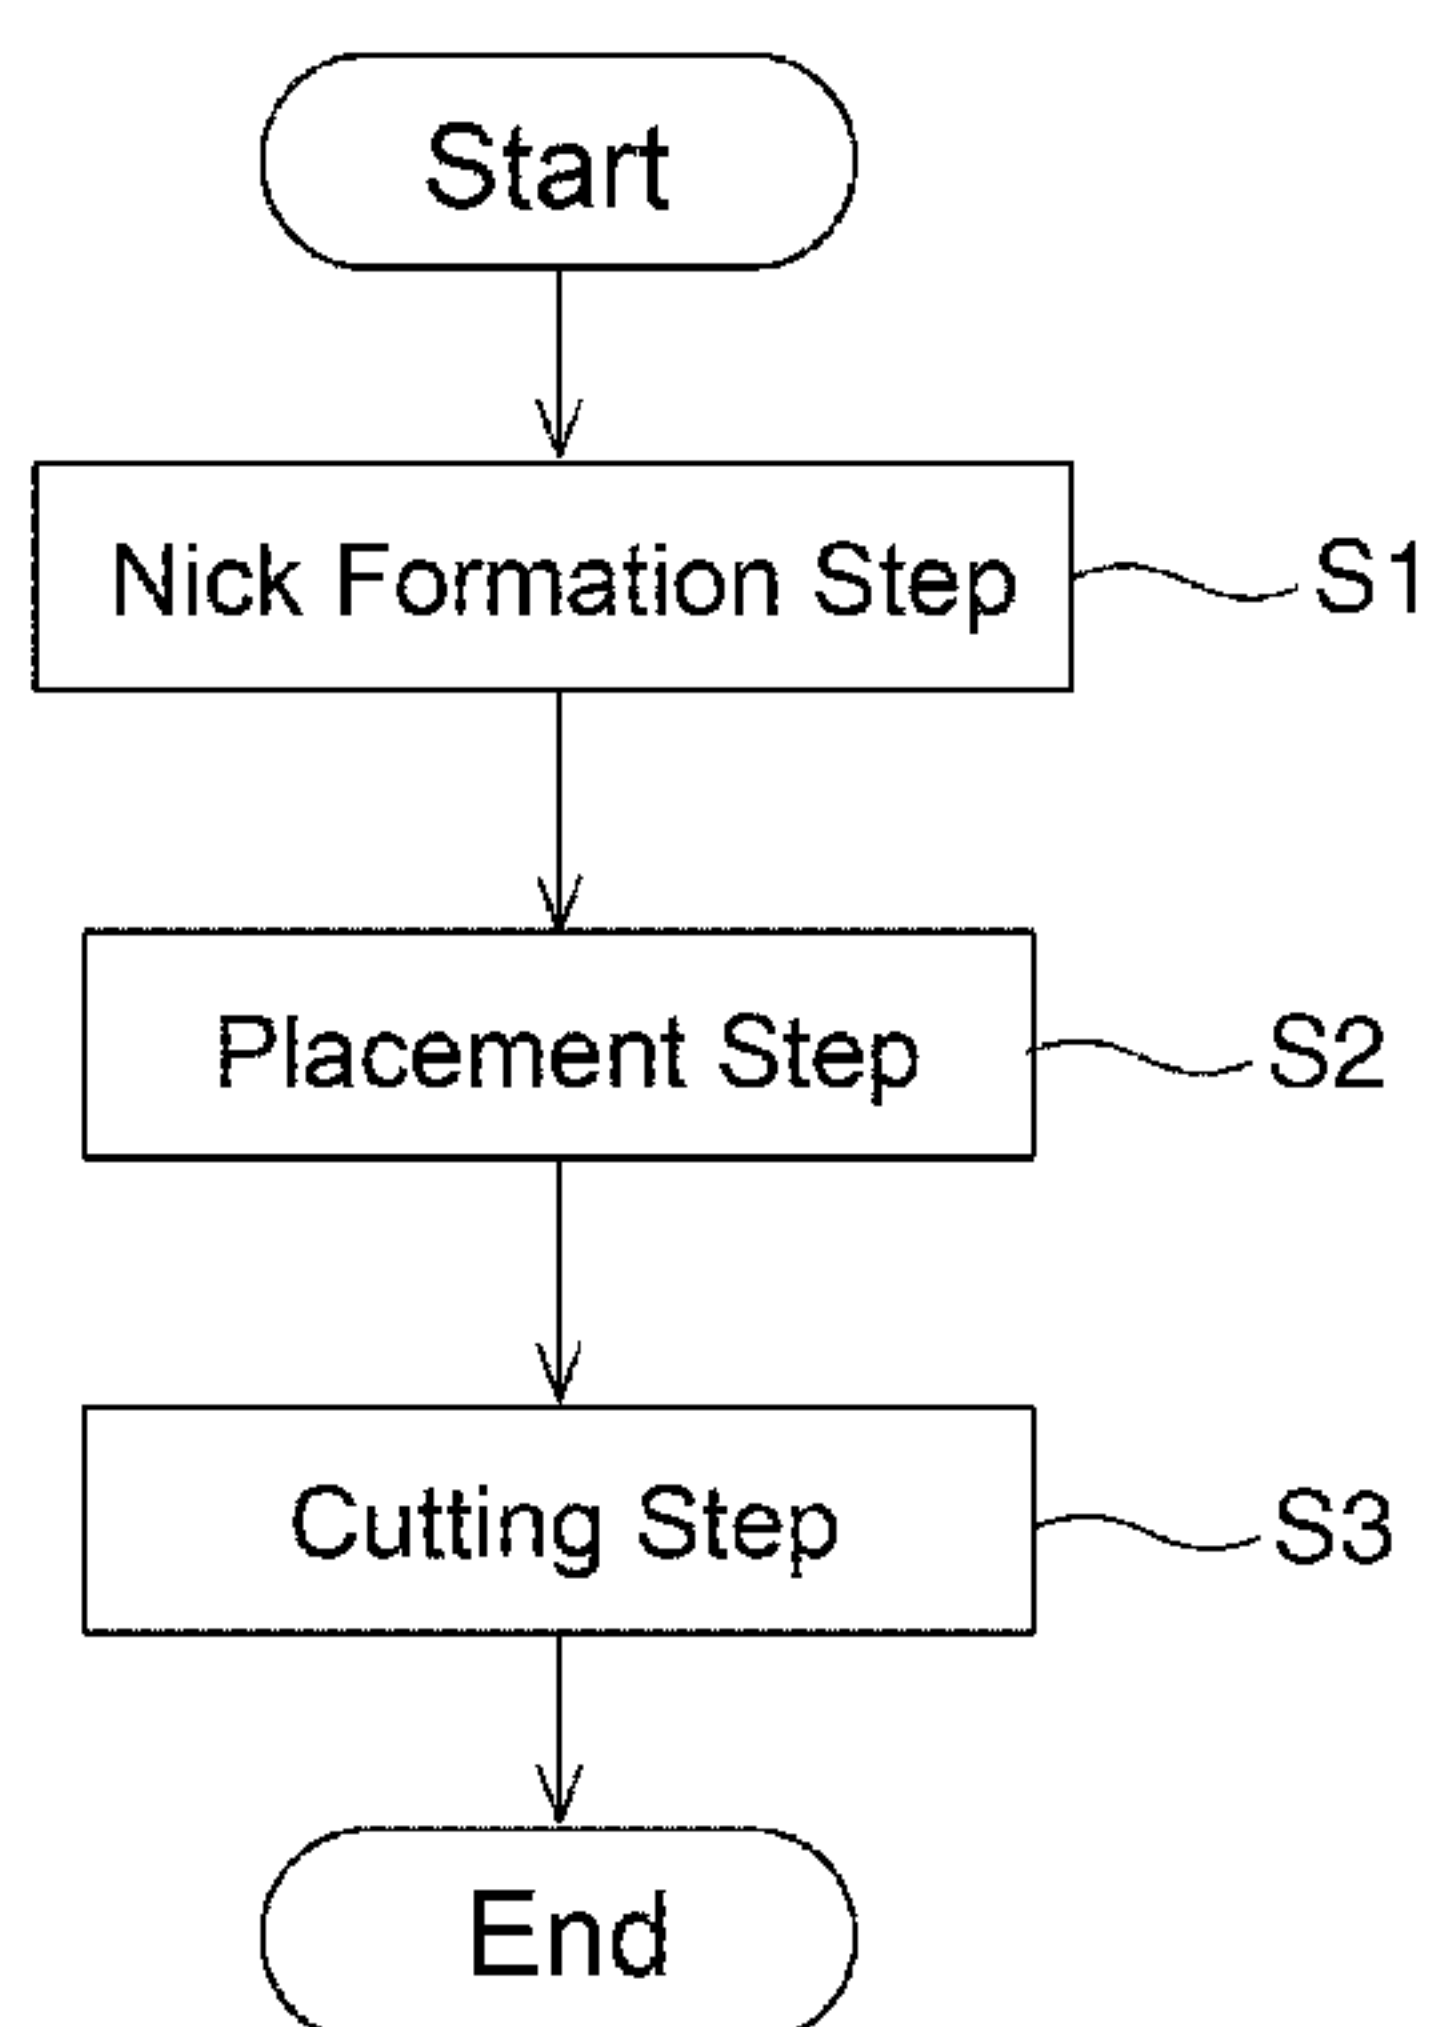 Start
Nick Formation Step
S1
Placement Step
S2
Cutting Step
S3
End